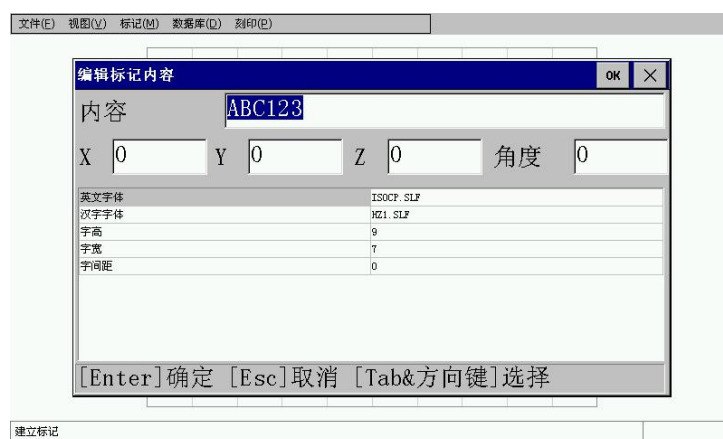 文件(F) 视图(V) 标记(M) 数据库(D) 刻印(P)
编辑标记内容 OK
内容 ABC123
X 0 Y 0 Z 0 角度 0
英文字体 ISOCP.SLF
汉字字体 HZ1.SLF
字高 9
字宽 7
字间距 0
[Enter]确定 [Esc]取消 [Tab&方向键]选择
建立标记